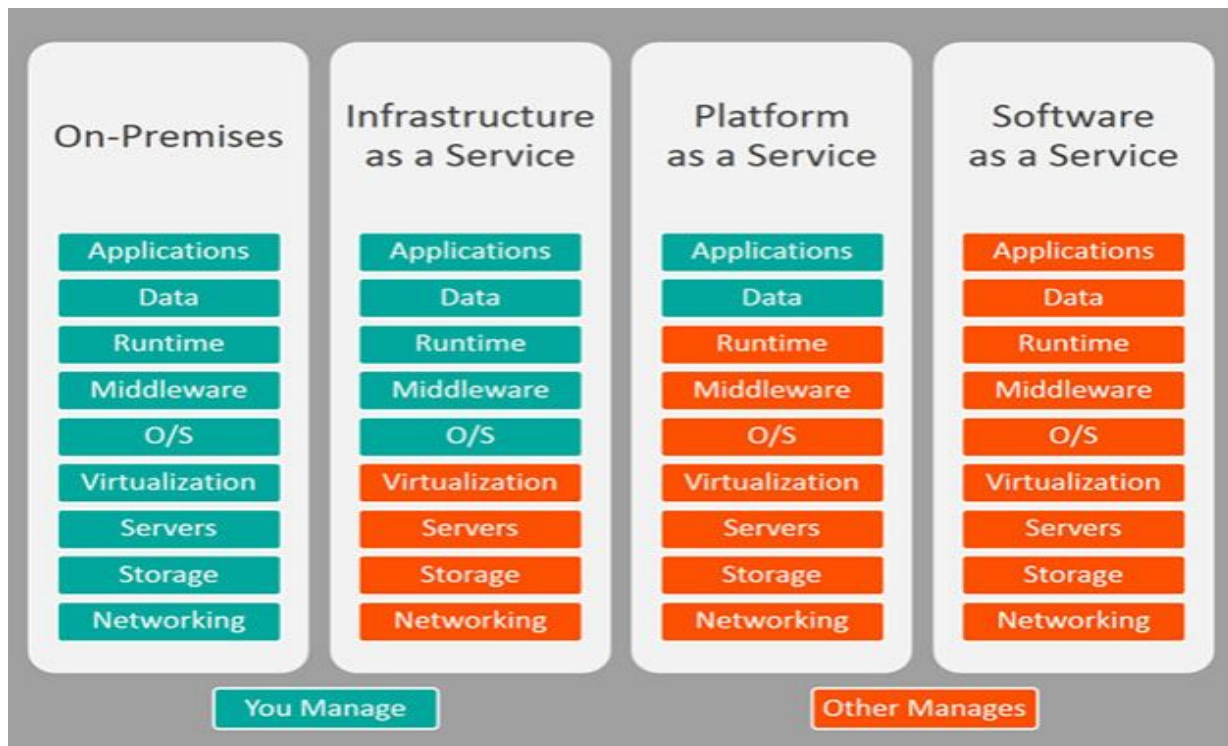 On-Premises
Applications
Data
Runtime
Middleware
O/S
Virtualization
Servers
Storage
Networking
Infrastructure
as a Service
Applications
Data
Runtime
Middleware
O/S
Virtualization
Servers
Storage
Networking
Platform
as a Service
Applications
Data
Runtime
Middleware
O/S
Virtualization
Servers
Storage
Networking
Software
as a Service
Applications
Data
Runtime
Middleware
O/S
Virtualization
Servers
Storage
Networking
You Manage
Other Manages